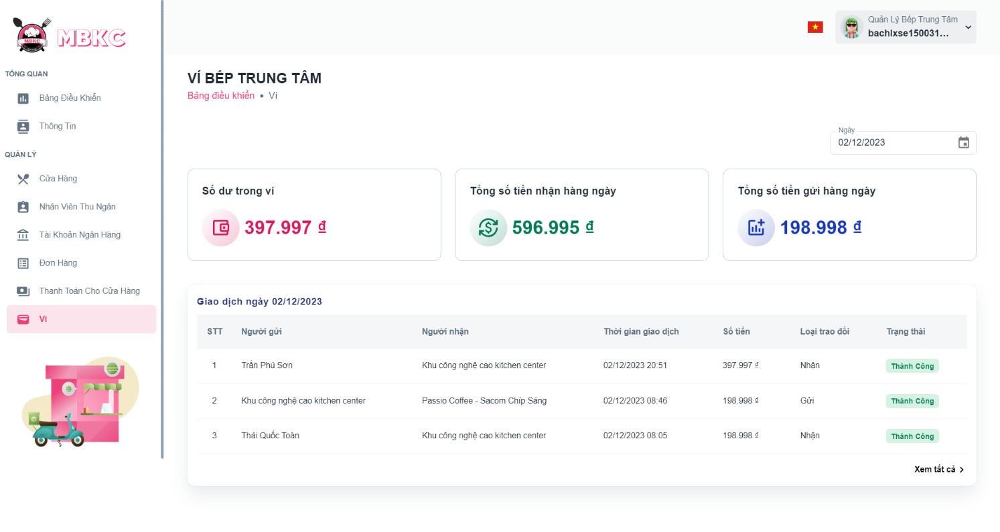 MBKC
MBKC
Quản Lý Bếp Trung Tâm
bachlxse150031...
TỔNG QUAN
Bảng Điều Khiển
Thông Tin
QUẢN LÝ
Cửa Hàng
Nhân Viên Thu Ngân
Tài Khoản Ngân Hàng
Đơn Hàng
Thanh Toán Cho Cửa Hàng
Ví
VÍ BẾP TRUNG TÂM
Bảng điều khiển • Ví
Ngày
02/12/2023
Số dư trong ví
397.997 ₫
Tổng số tiền nhận hàng ngày
596.995 ₫
Tổng số tiền gửi hàng ngày
198.998 ₫
Giao dịch ngày 02/12/2023
STT Người gửi Người nhận Thời gian giao dịch Số tiền Loại trao đổi Trạng thái
1 Trần Phú Sơn Khu công nghệ cao kitchen center 02/12/2023 20:51 397.997 ₫ Nhận Thành Công
2 Khu công nghệ cao kitchen center Passio Coffee - Sacom Chíp Sáng 02/12/2023 08:46 198.998 ₫ Gửi Thành Công
3 Thái Quốc Toàn Khu công nghệ cao kitchen center 02/12/2023 08:05 198.998 ₫ Nhận Thành Công
Xem tất cả